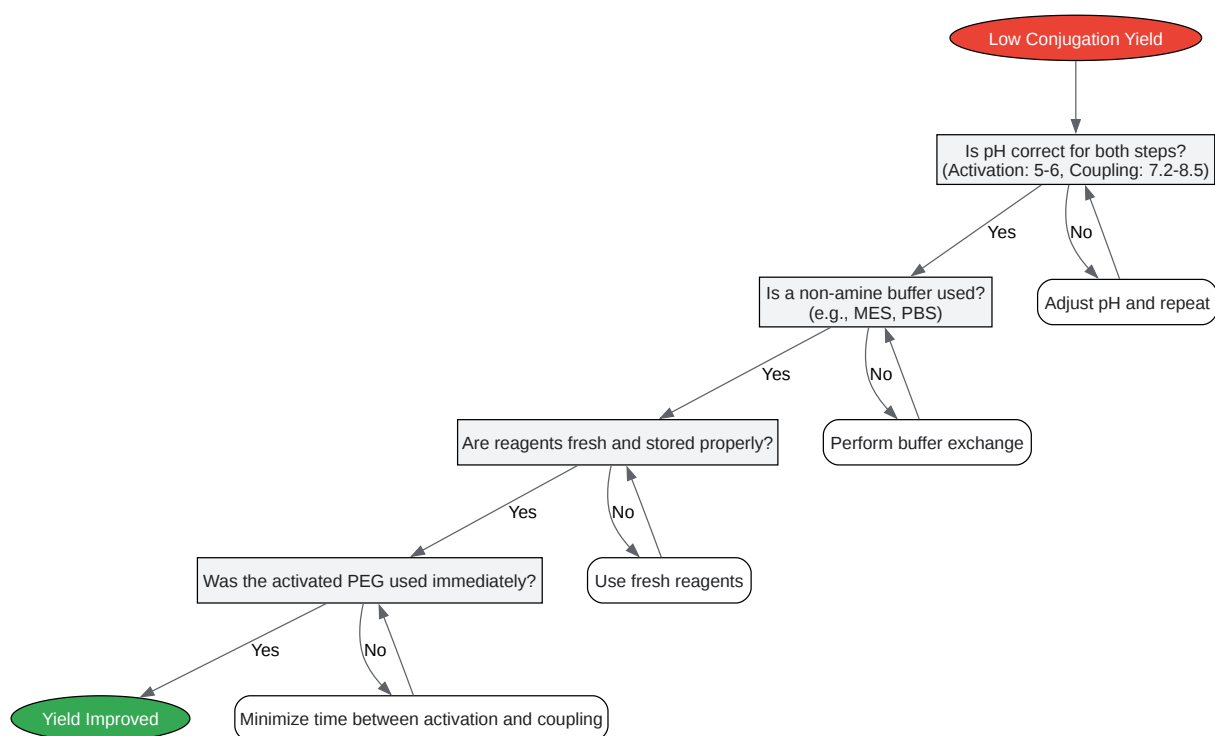 Low Conjugation Yield
Is pH correct for both steps?
(Activation: 5-6, Coupling: 7.2-8.5)
Yes
No
Is a non-amine buffer used?
(e.g., MES, PBS)
Adjust pH and repeat
Yes
No
Are reagents fresh and stored properly?
Perform buffer exchange
Yes
No
Was the activated PEG used immediately?
Use fresh reagents
Yes
No
Yield Improved
Minimize time between activation and coupling